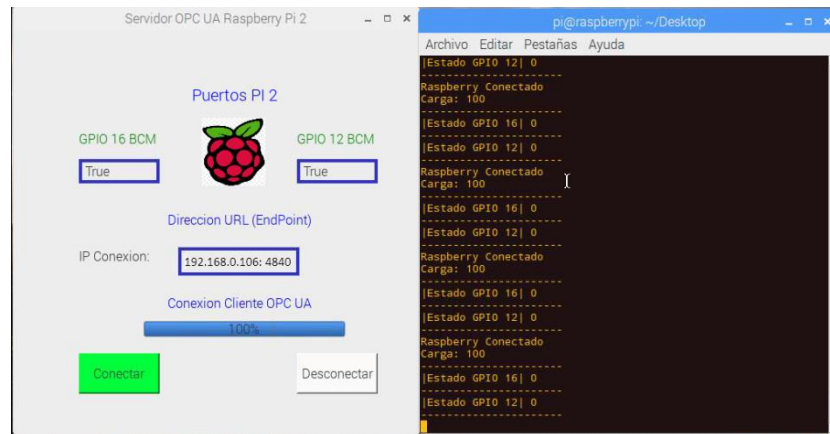 Servidor OPC UA Raspberry Pi 2
Puertos PI 2
GPIO 16 BCM
GPIO 12 BCM
True
True
Direccion URL (EndPoint)
IP Conexion:
192.168.0.106: 4840
Conexion Cliente OPC UA
100%
Conectar
Desconectar
pi@raspberrypi: ~/Desktop
Archivo Editar Pestañas Ayuda
|Estado GPIO 12| 0
----------------------
Raspberry Conectado
Carga: 100
----------------------
|Estado GPIO 16| 0
----------------------
|Estado GPIO 12| 0
----------------------
Raspberry Conectado
Carga: 100
----------------------
|Estado GPIO 16| 0
----------------------
|Estado GPIO 12| 0
----------------------
Raspberry Conectado
Carga: 100
----------------------
|Estado GPIO 16| 0
----------------------
|Estado GPIO 12| 0
----------------------
Raspberry Conectado
Carga: 100
----------------------
|Estado GPIO 16| 0
----------------------
|Estado GPIO 12| 0
----------------------